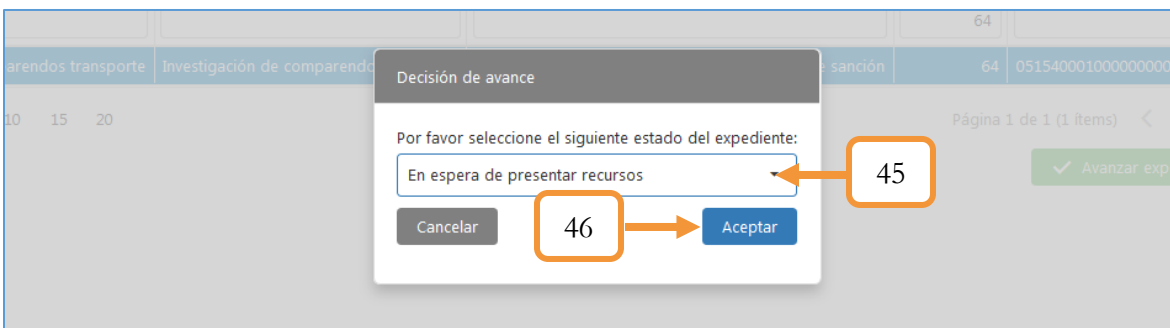 64
arendos transporte Investigación de comparendo e sanción 64 051540001000000000
Decisión de avance
10 15 20 Página 1 de 1 (1 ítems)
Por favor seleccione el siguiente estado del expediente:
En espera de presentar recursos 45
Avanzar exp
Cancelar 46 Aceptar